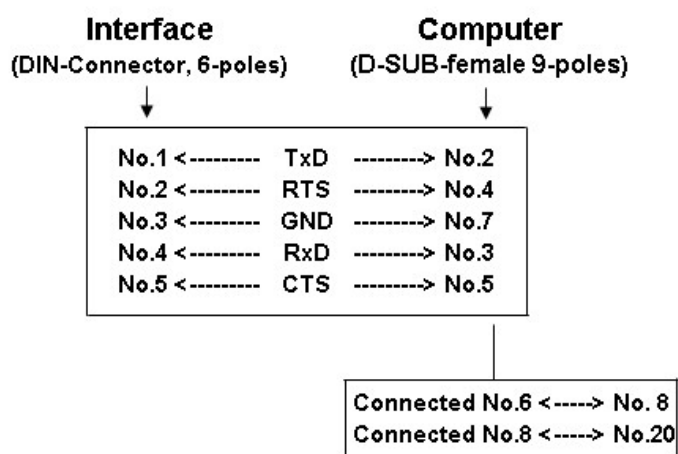 Interface Computer
(DIN-Connector, 6-poles) (D-SUB-female 9-poles)
No.1 <--------- TxD ---------> No.2
No.2 <--------- RTS ---------> No.4
No.3 <--------- GND ---------> No.7
No.4 <--------- RxD ---------> No.3
No.5 <--------- CTS ---------> No.5
Connected No.6 <-----> No. 8
Connected No.8 <-----> No.20